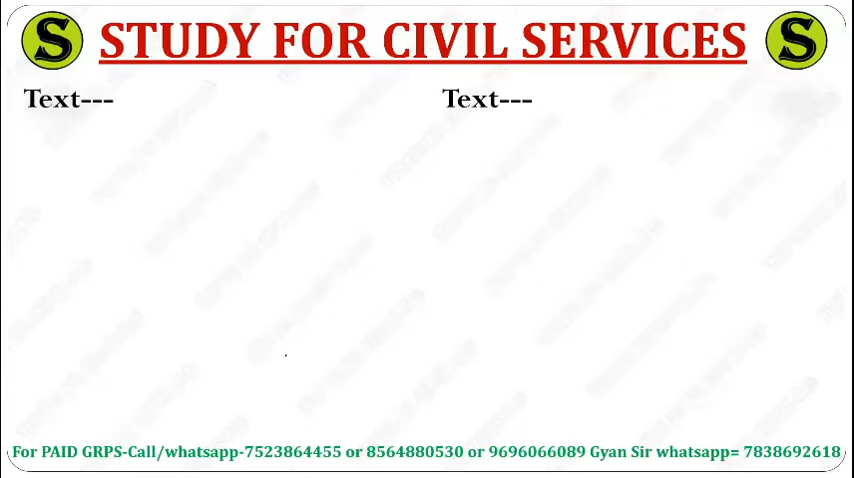 S STUDY FOR CIVIL SERVICES S
Text--- Text---
For PAID GRPS-Call/whatsapp-7523864455 or 8564880530 or 9696066089 Gyan Sir whatsapp= 7838692618